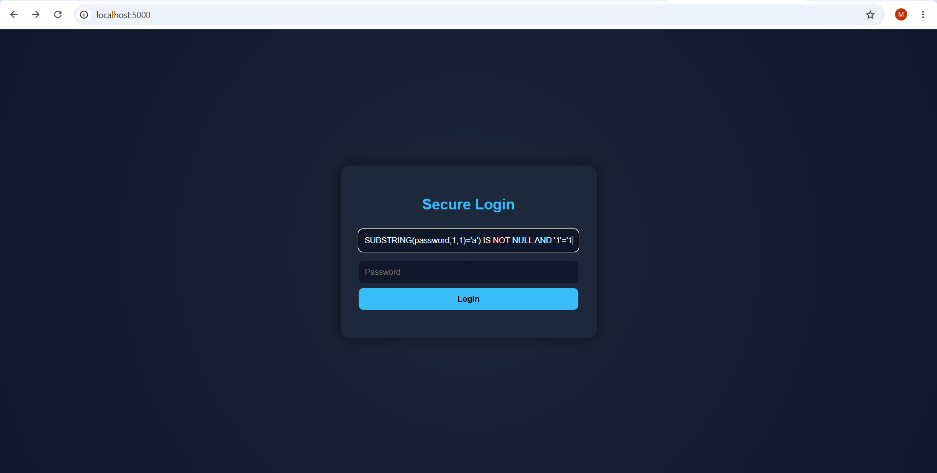 localhost:5000
M
Secure Login
SUBSTRING(password,1,1)='a') IS NOT NULL AND '1'='1
Password
Login